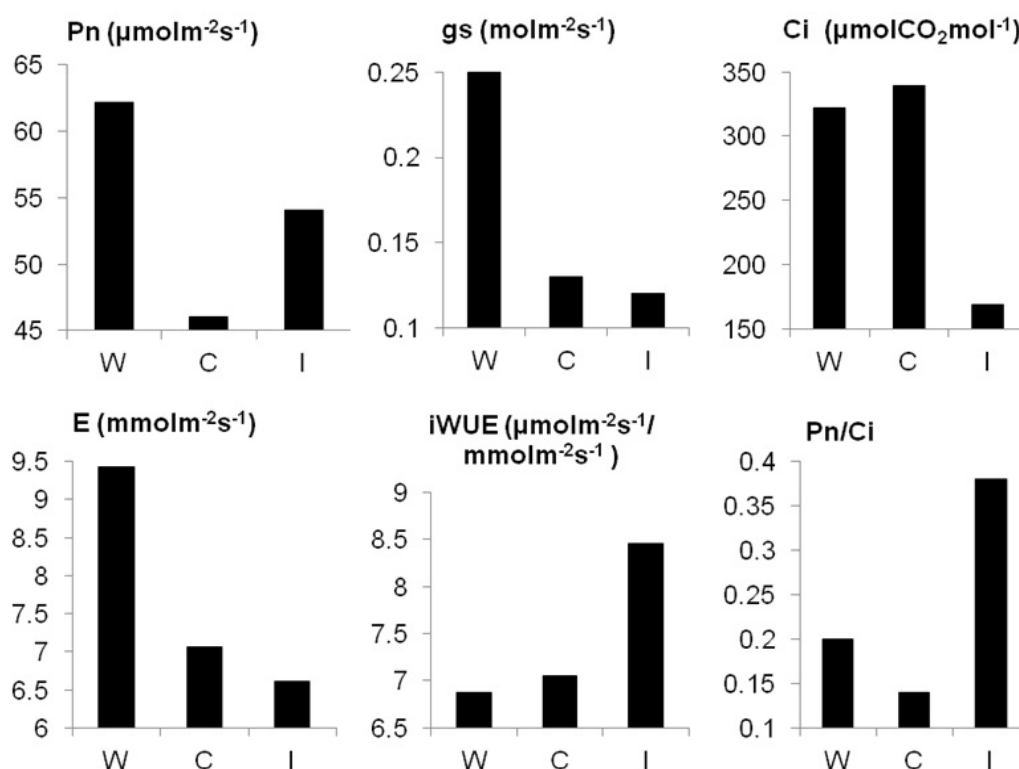 Pn (µmolm-2s-1)
65
60
55
50
45
W C I
gs (molm-2s-1)
0.25
0.2
0.15
0.1
W C I
Ci (µmolCO2mol-1)
350
300
250
200
150
W C I
E (mmolm-2s-1)
9.5
9
8.5
8
7.5
7
6.5
6
W C I
iWUE (µmolm-2s-1/
mmolm-2s-1 )
9
8.5
8
7.5
7
6.5
W C I
Pn/Ci
0.4
0.35
0.3
0.25
0.2
0.15
0.1
W C I